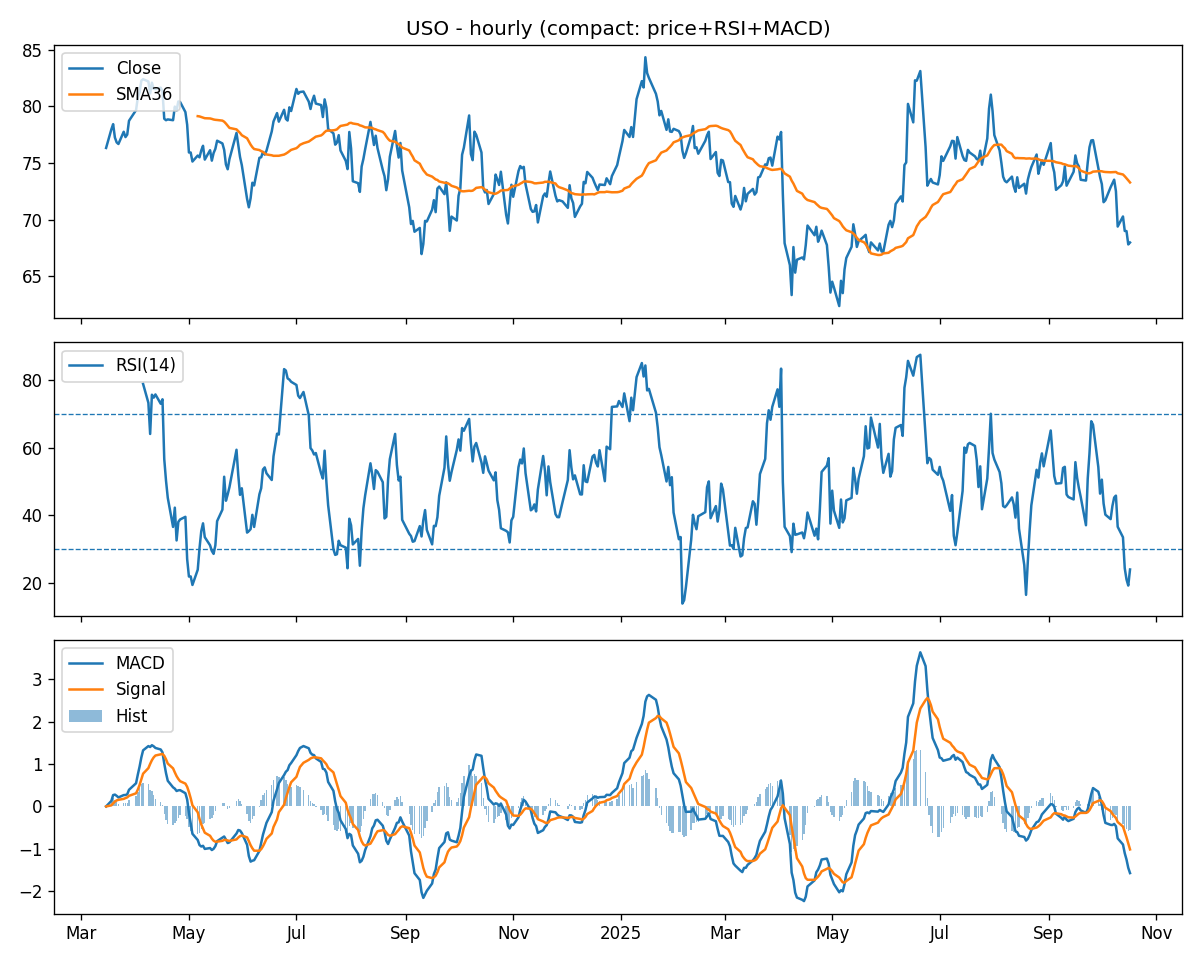 USO - hourly (compact: price+RSI+MACD)
85
80
75
70
65
Close
SMA36
80
60
40
20
RSI(14)
3
2
1
0
−1
−2
MACD
Signal
Hist
Mar May Jul Sep Nov 2025 Mar May Jul Sep Nov